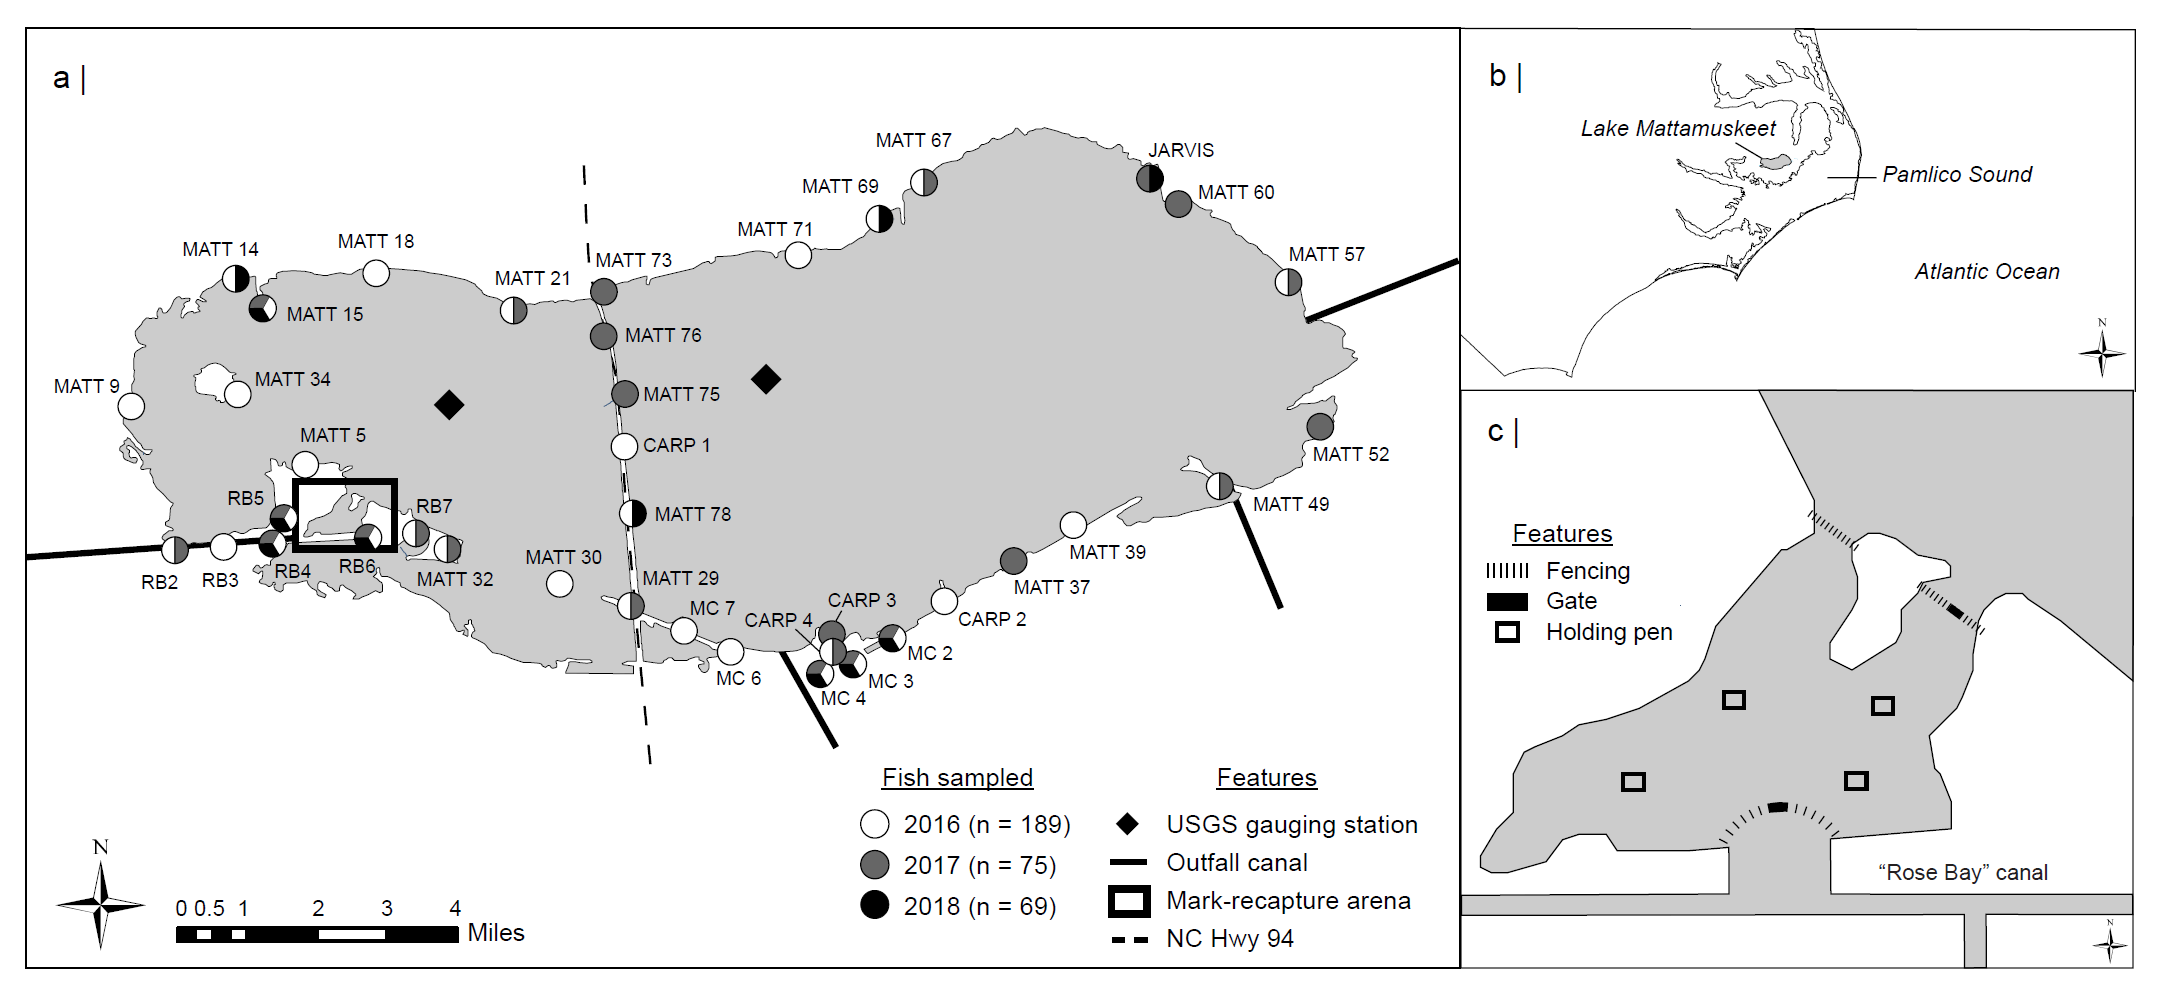 a |
MATT 67
JARVIS
MATT 69
MATT 60
MATT 71
MATT 18
MATT 14
MATT 73
MATT 57
MATT 21
MATT 15
MATT 76
MATT 34
MATT 9
MATT 75
CARP 1
MATT 5
MATT 52
RB5
RB7
MATT 49
MATT 78
MATT 39
MATT 30
RB2
RB3
RB4
RB6
MATT 32
MATT 29
MATT 37
MC 7
CARP 3
CARP 4
CARP 2
MC 2
MC 6
MC 3
MC 4
Fish sampled
2016 (n = 189)
2017 (n = 75)
2018 (n = 69)
Features
USGS gauging station
Outfall canal
Mark-recapture arena
NC Hwy 94
N
0 0.5 1 2 3 4
Miles
b |
Lake Mattamuskeet
Pamlico Sound
Atlantic Ocean
N
c |
Features
Fencing
Gate
Holding pen
“Rose Bay” canal
N